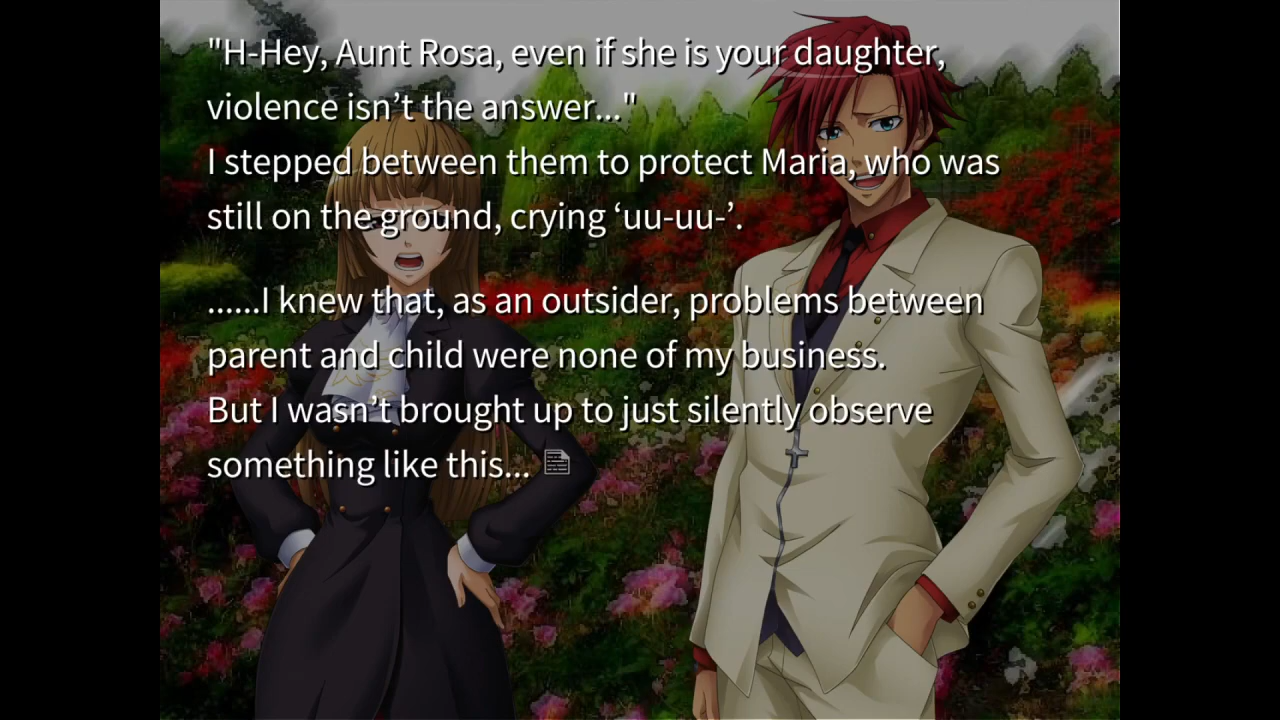 "H-Hey, Aunt Rosa, even if she is your daughter,
violence isn’t the answer..."
I stepped between them to protect Maria, who was
still on the ground, crying ‘uu-uu-’.
......I knew that, as an outsider, problems between
parent and child were none of my business.
But I wasn’t brought up to just silently observe
something like this...